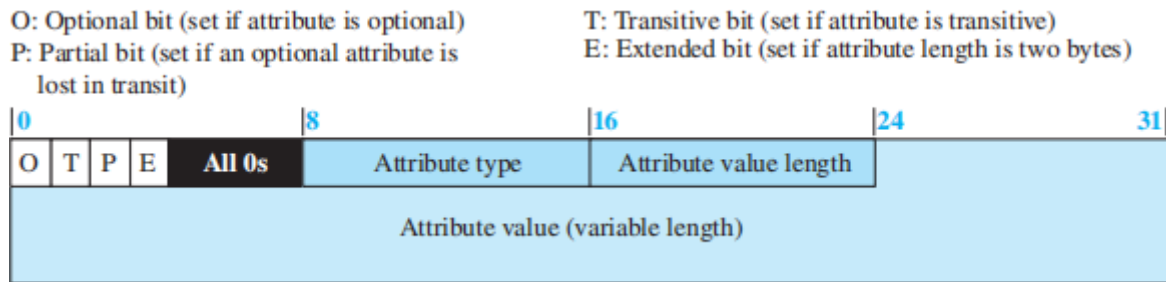 O: Optional bit (set if attribute is optional)
P: Partial bit (set if an optional attribute is
lost in transit)
T: Transitive bit (set if attribute is transitive)
E: Extended bit (set if attribute length is two bytes)
0 8 16 24 31
O T P E All 0s Attribute type Attribute value length
Attribute value (variable length)